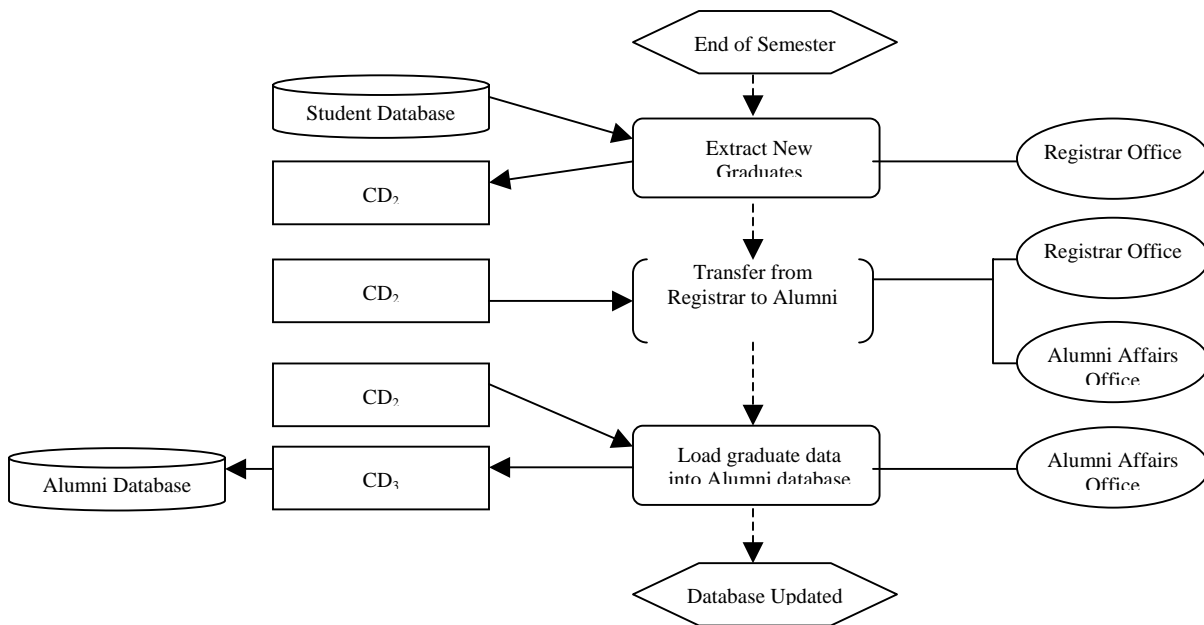 End of Semester
Student Database
Extract New
Graduates
Registrar Office
CD₂
Transfer from
Registrar to Alumni
Registrar Office
CD₂
Alumni Affairs
Office
CD₂
Load graduate data
into Alumni database
Alumni Affairs
Office
CD₃
Alumni Database
Database Updated